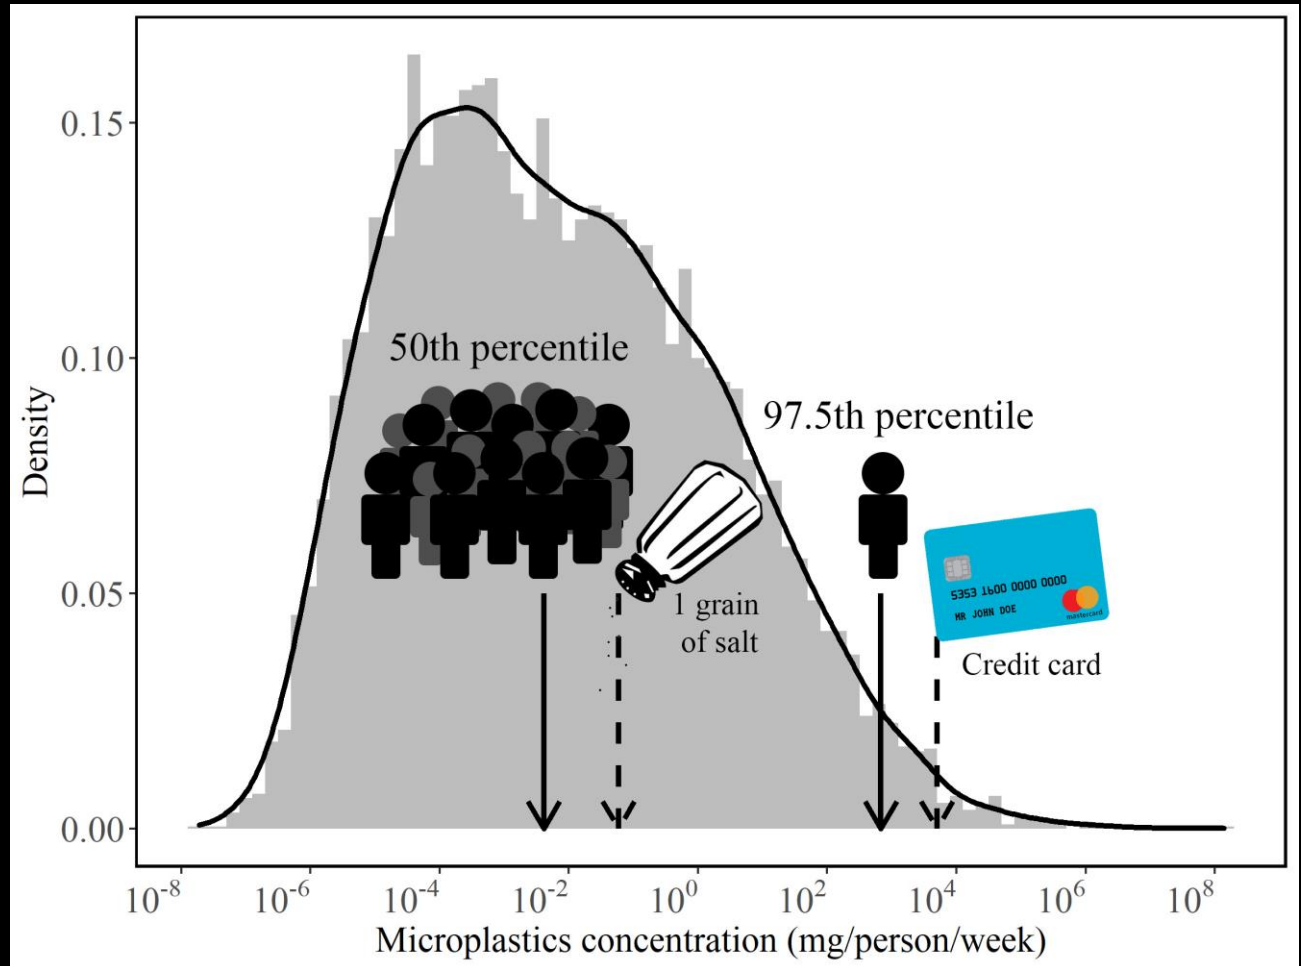 0.15
0.10
0.05
0.00
Density
50th percentile
97.5th percentile
1 grain
of salt
5353 1600 0000 0000
MR JOHN DOE
mastercard
Credit card
10⁻⁸ 10⁻⁶ 10⁻⁴ 10⁻² 10⁰ 10² 10⁴ 10⁶ 10⁸
Microplastics concentration (mg/person/week)